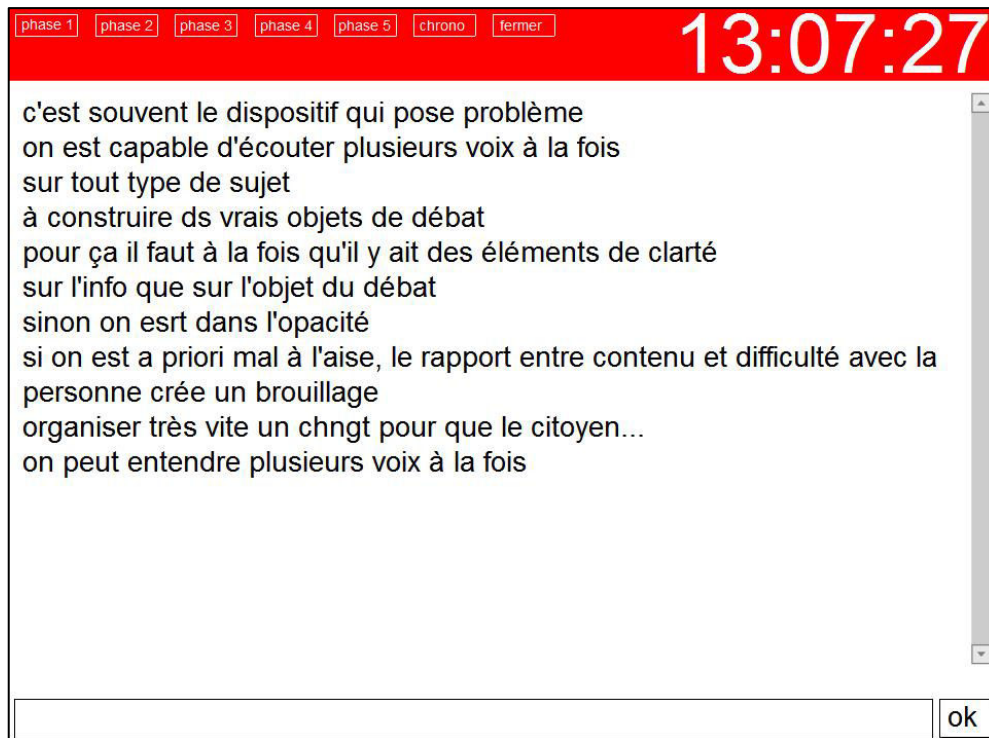 phase 1 phase 2 phase 3 phase 4 phase 5 chrono fermer 13:07:27
c'est souvent le dispositif qui pose problème
on est capable d'écouter plusieurs voix à la fois
sur tout type de sujet
à construire ds vrais objets de débat
pour ça il faut à la fois qu'il y ait des éléments de clarté
sur l'info que sur l'objet du débat
sinon on esrt dans l'opacité
si on est a priori mal à l'aise, le rapport entre contenu et difficulté avec la
personne crée un brouillage
organiser très vite un chngt pour que le citoyen...
on peut entendre plusieurs voix à la fois
ok